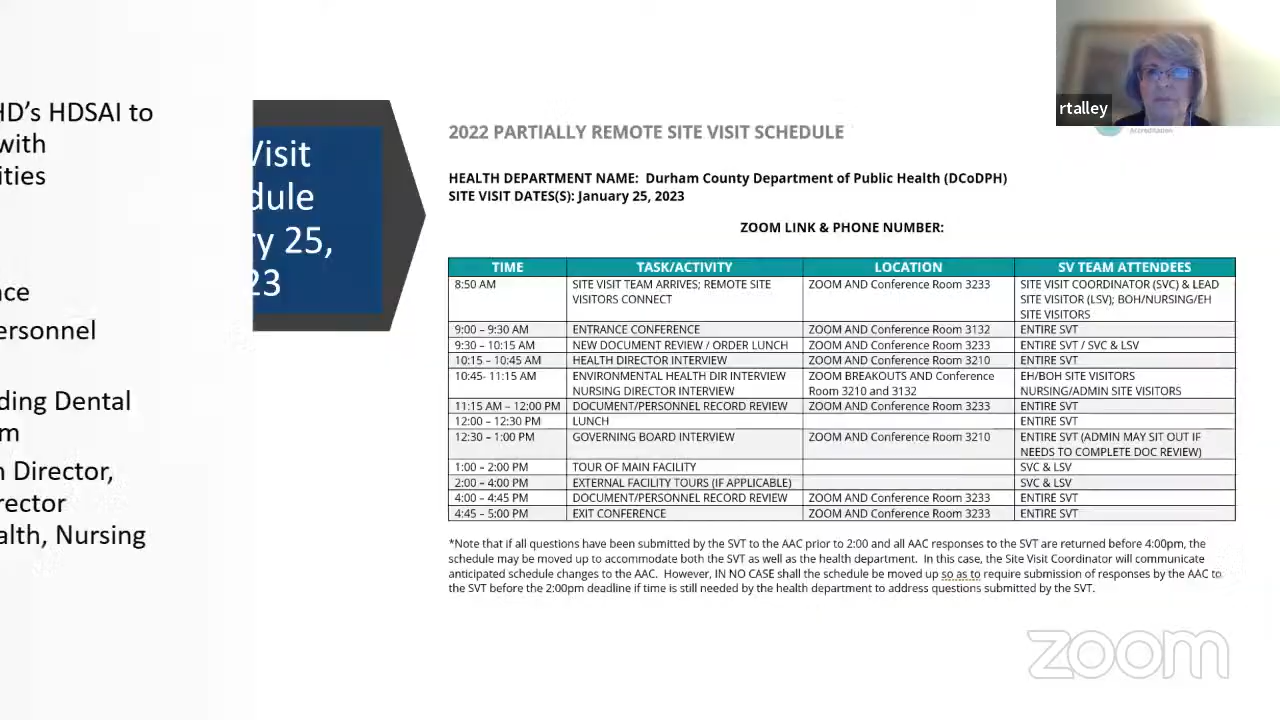 HD's HDSAI to
with
ities
nce
ersonnel
ding Dental
m
n Director,
rector
alth, Nursing
Visit
dule
ry 25,
23
rtalley
Accreditation
2022 PARTIALLY REMOTE SITE VISIT SCHEDULE
HEALTH DEPARTMENT NAME: Durham County Department of Public Health (DCoDPH)
SITE VISIT DATES(S): January 25, 2023
ZOOM LINK & PHONE NUMBER:
TIME TASK/ACTIVITY LOCATION SV TEAM ATTENDEES
8:50 AM SITE VISIT TEAM ARRIVES; REMOTE SITE ZOOM AND Conference Room 3233 SITE VISIT COORDINATOR (SVC) & LEAD
VISITORS CONNECT SITE VISITOR (LSV); BOH/NURSING/EH
SITE VISITORS
9:00 – 9:30 AM ENTRANCE CONFERENCE ZOOM AND Conference Room 3132 ENTIRE SVT
9:30 – 10:15 AM NEW DOCUMENT REVIEW / ORDER LUNCH ZOOM AND Conference Room 3233 ENTIRE SVT / SVC & LSV
10:15 – 10:45 AM HEALTH DIRECTOR INTERVIEW ZOOM AND Conference Room 3210 ENTIRE SVT
10:45- 11:15 AM ENVIRONMENTAL HEALTH DIR INTERVIEW ZOOM BREAKOUTS AND Conference EH/BOH SITE VISITORS
NURSING DIRECTOR INTERVIEW Room 3210 and 3132 NURSING/ADMIN SITE VISITORS
11:15 AM – 12:00 PM DOCUMENT/PERSONNEL RECORD REVIEW ZOOM AND Conference Room 3233 ENTIRE SVT
12:00 – 12:30 PM LUNCH ENTIRE SVT
12:30 – 1:00 PM GOVERNING BOARD INTERVIEW ZOOM AND Conference Room 3210 ENTIRE SVT (ADMIN MAY SIT OUT IF
NEEDS TO COMPLETE DOC REVIEW)
1:00 – 2:00 PM TOUR OF MAIN FACILITY SVC & LSV
2:00 – 4:00 PM EXTERNAL FACILITY TOURS (IF APPLICABLE) SVC & LSV
4:00 – 4:45 PM DOCUMENT/PERSONNEL RECORD REVIEW ZOOM AND Conference Room 3233 ENTIRE SVT
4:45 – 5:00 PM EXIT CONFERENCE ZOOM AND Conference Room 3233 ENTIRE SVT
*Note that if all questions have been submitted by the SVT to the AAC prior to 2:00 and all AAC responses to the SVT are returned before 4:00pm, the
schedule may be moved up to accommodate both the SVT as well as the health department. In this case, the Site Visit Coordinator will communicate
anticipated schedule changes to the AAC. However, IN NO CASE shall the schedule be moved up so as to require submission of responses by the AAC to
the SVT before the 2:00pm deadline if time is still needed by the health department to address questions submitted by the SVT.
zoom